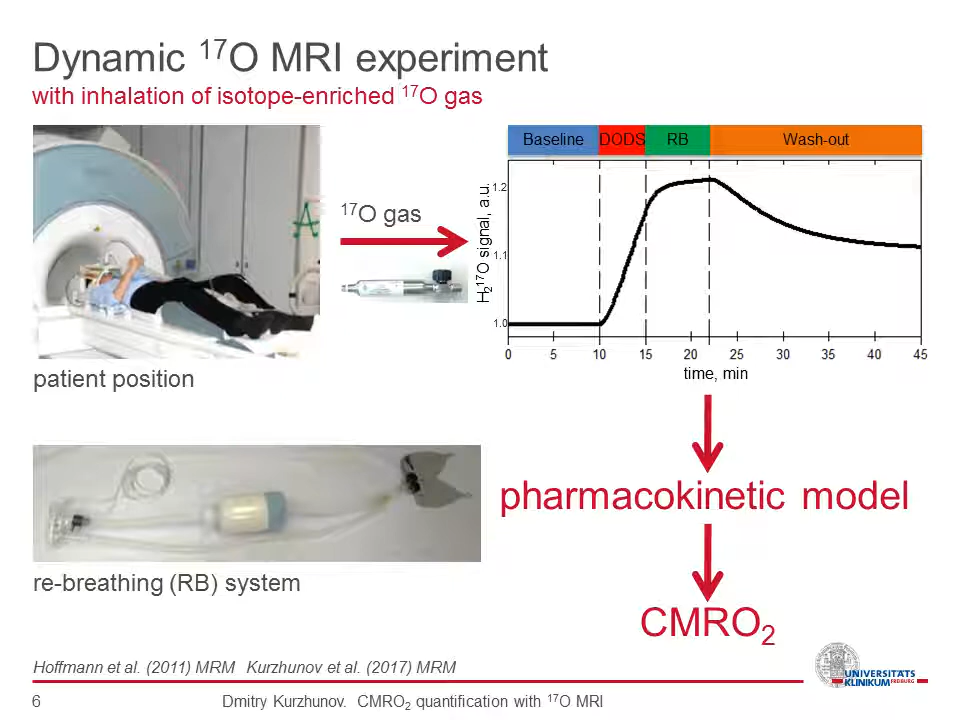 Dynamic ¹⁷O MRI experiment
with inhalation of isotope-enriched ¹⁷O gas
¹⁷O gas
patient position
re-breathing (RB) system
Baseline DODS RB Wash-out
H₂¹⁷O signal, a.u.
1.2
1.1
1.0
0 5 10 15 20 25 30 35 40 45
time, min
pharmacokinetic model
CMRO₂
Hoffmann et al. (2011) MRM Kurzhunov et al. (2017) MRM
UNIVERSITÄTS
KLINIKUM FREIBURG
6 Dmitry Kurzhunov. CMRO₂ quantification with ¹⁷O MRI